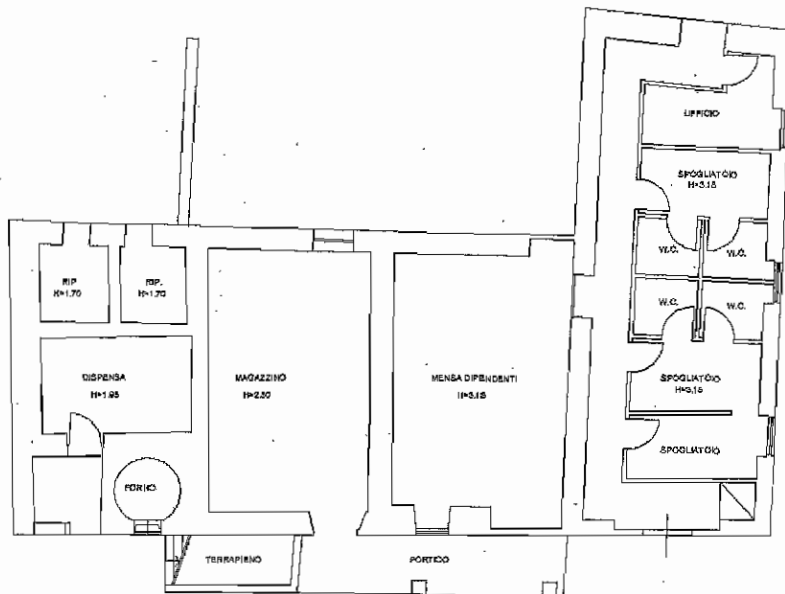 UFFICIO
SPOGLIATOIO
H=3.15
W.C.
W.C.
W.C.
W.C.
RIP
H=1.70
RIP.
H=1.70
DISPENSA
H=1.95
MAGAZZINO
H=2.50
MENSA DIPENDENTI
H=3.15
SPOGLIATOIO
H=3.15
SPOGLIATOIO
FORNO
TERRAPIENO
PORTICO